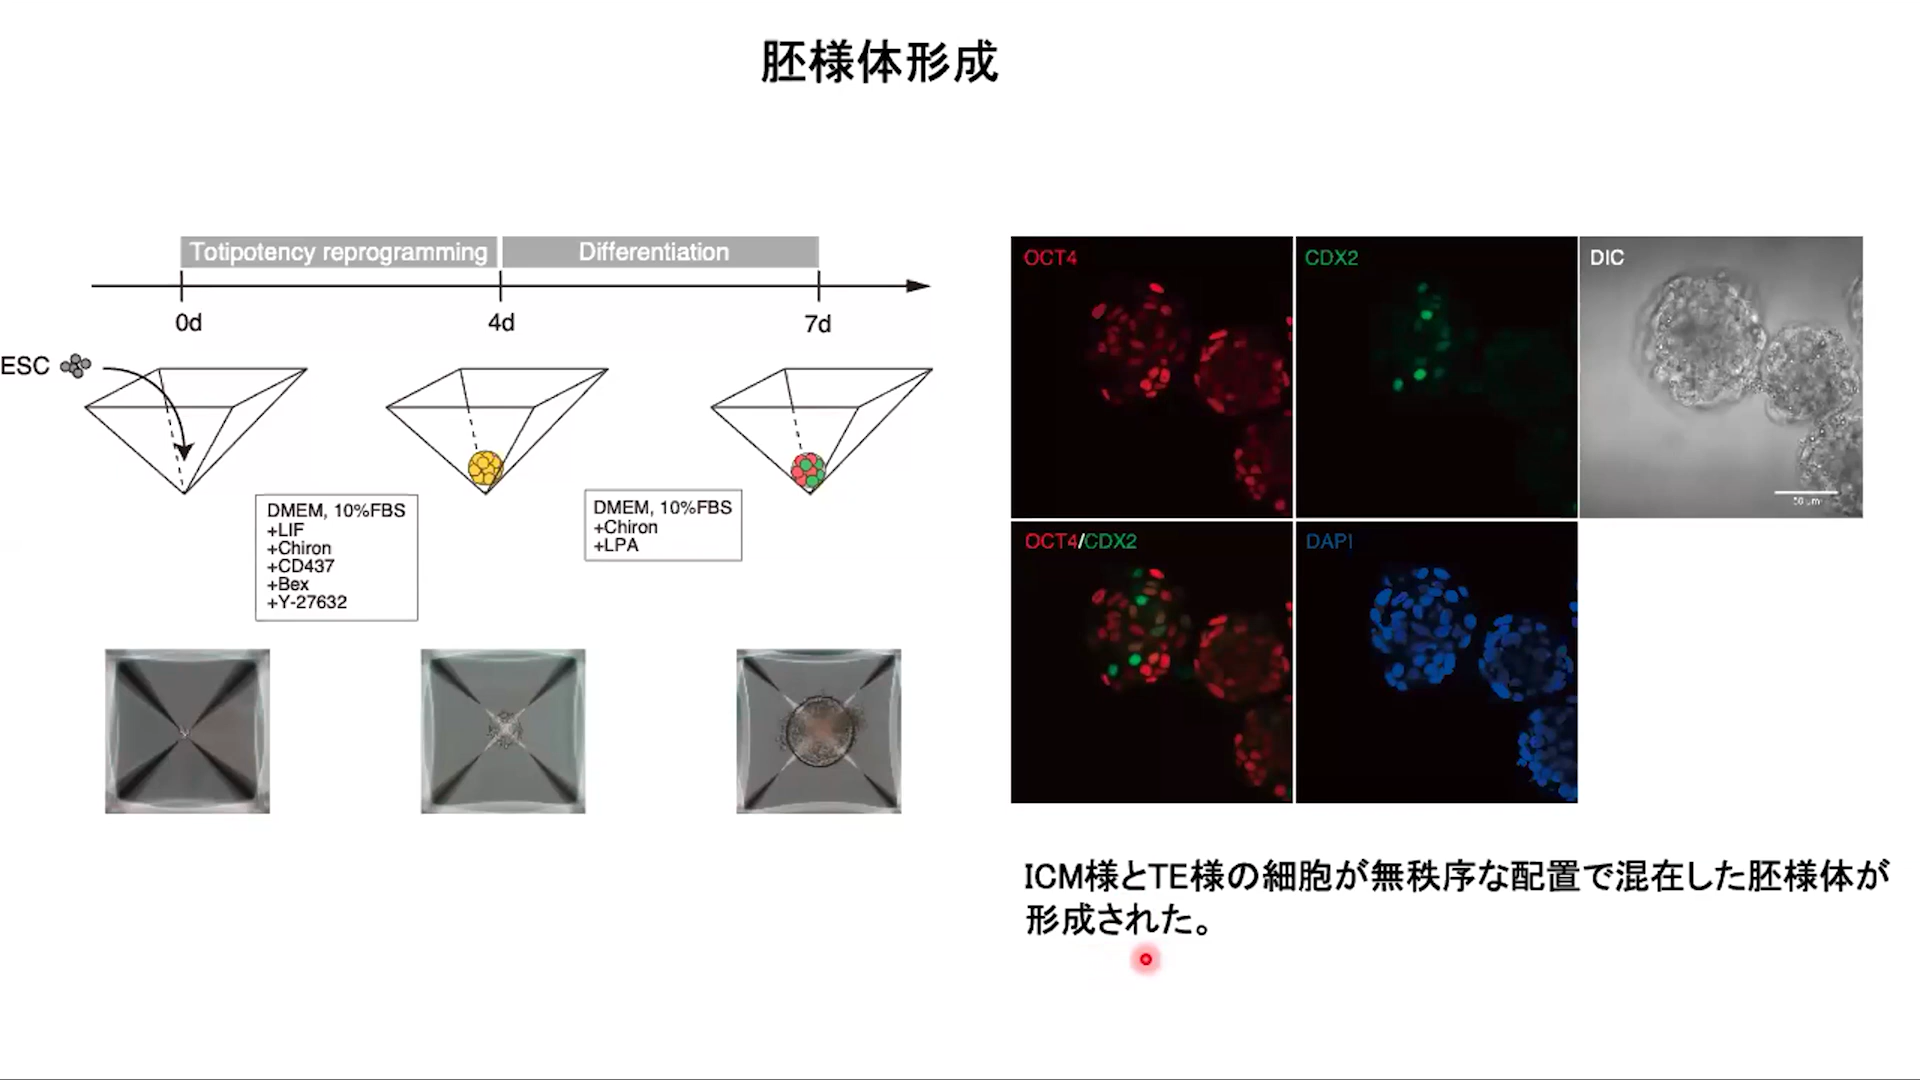 胚様体形成
Totipotency reprogramming
Differentiation
0d
4d
7d
ESC
DMEM, 10%FBS
+LIF
+Chiron
+CD437
+Bex
+Y-27632
DMEM, 10%FBS
+Chiron
+LPA
OCT4
CDX2
DIC
50 μm
OCT4/CDX2
DAPI
ICM様とTE様の細胞が無秩序な配置で混在した胚様体が
形成された。